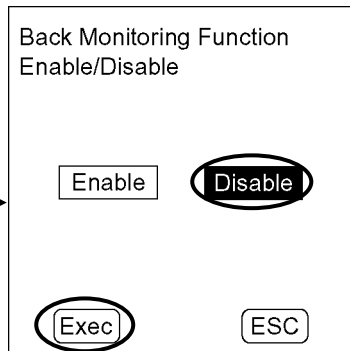 Back Monitoring Function
Enable/Disable
Enable Disable
Exec ESC